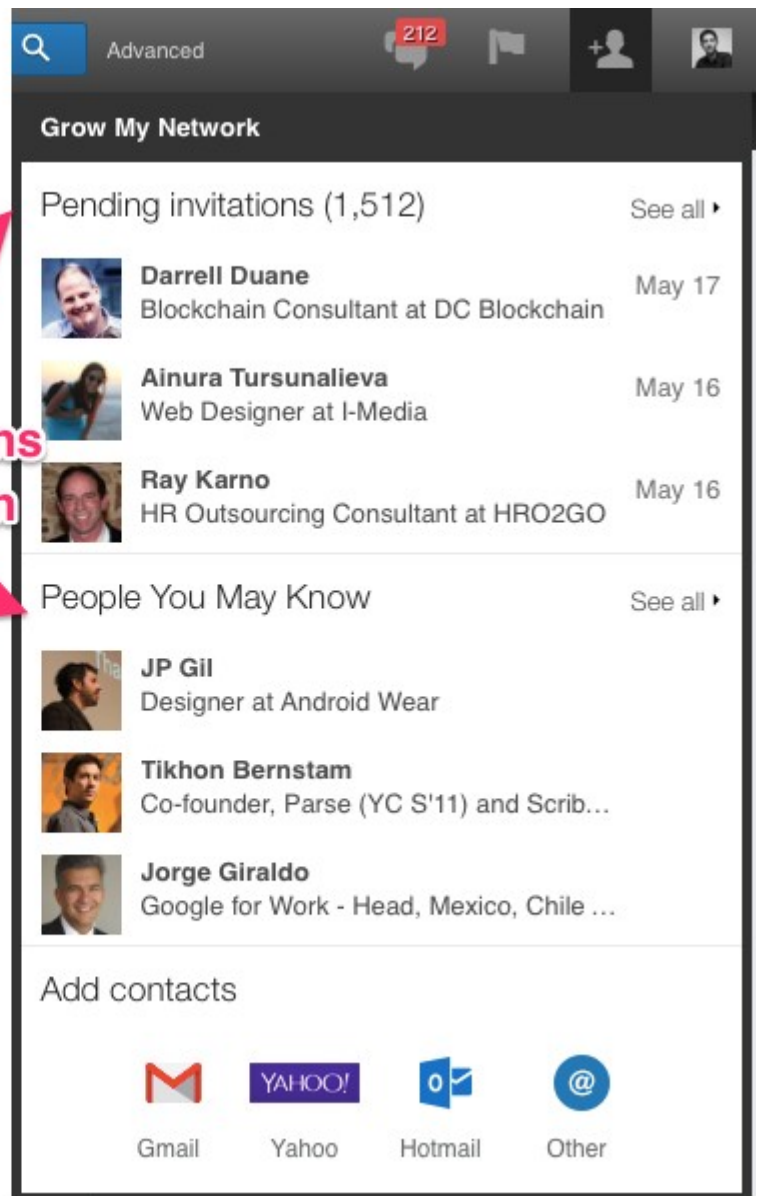 Advanced
212
Grow My Network
Pending invitations (1,512)
See all
Darrell Duane
May 17
Blockchain Consultant at DC Blockchain
Ainura Tursunalieva
May 16
Web Designer at I-Media
Ray Karno
May 16
HR Outsourcing Consultant at HRO2GO
People You May Know
See all
JP Gil
Designer at Android Wear
Tikhon Bernstam
Co-founder, Parse (YC S'11) and Scrib...
Jorge Giraldo
Google for Work - Head, Mexico, Chile ...
Add contacts
YAHOO!
Gmail
Yahoo
Hotmail
Other